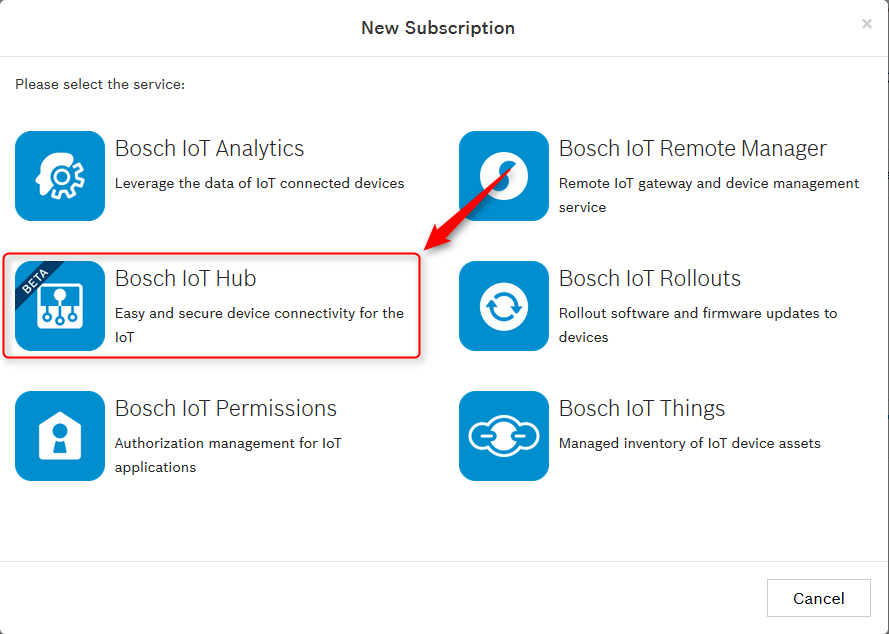 New Subscription
×
Please select the service:
Bosch IoT Analytics
Leverage the data of IoT connected devices
Bosch IoT Remote Manager
Remote IoT gateway and device management
service
BETA
Bosch IoT Hub
Easy and secure device connectivity for the
IoT
Bosch IoT Rollouts
Rollout software and firmware updates to
devices
Bosch IoT Permissions
Authorization management for IoT
applications
Bosch IoT Things
Managed inventory of IoT device assets
Cancel